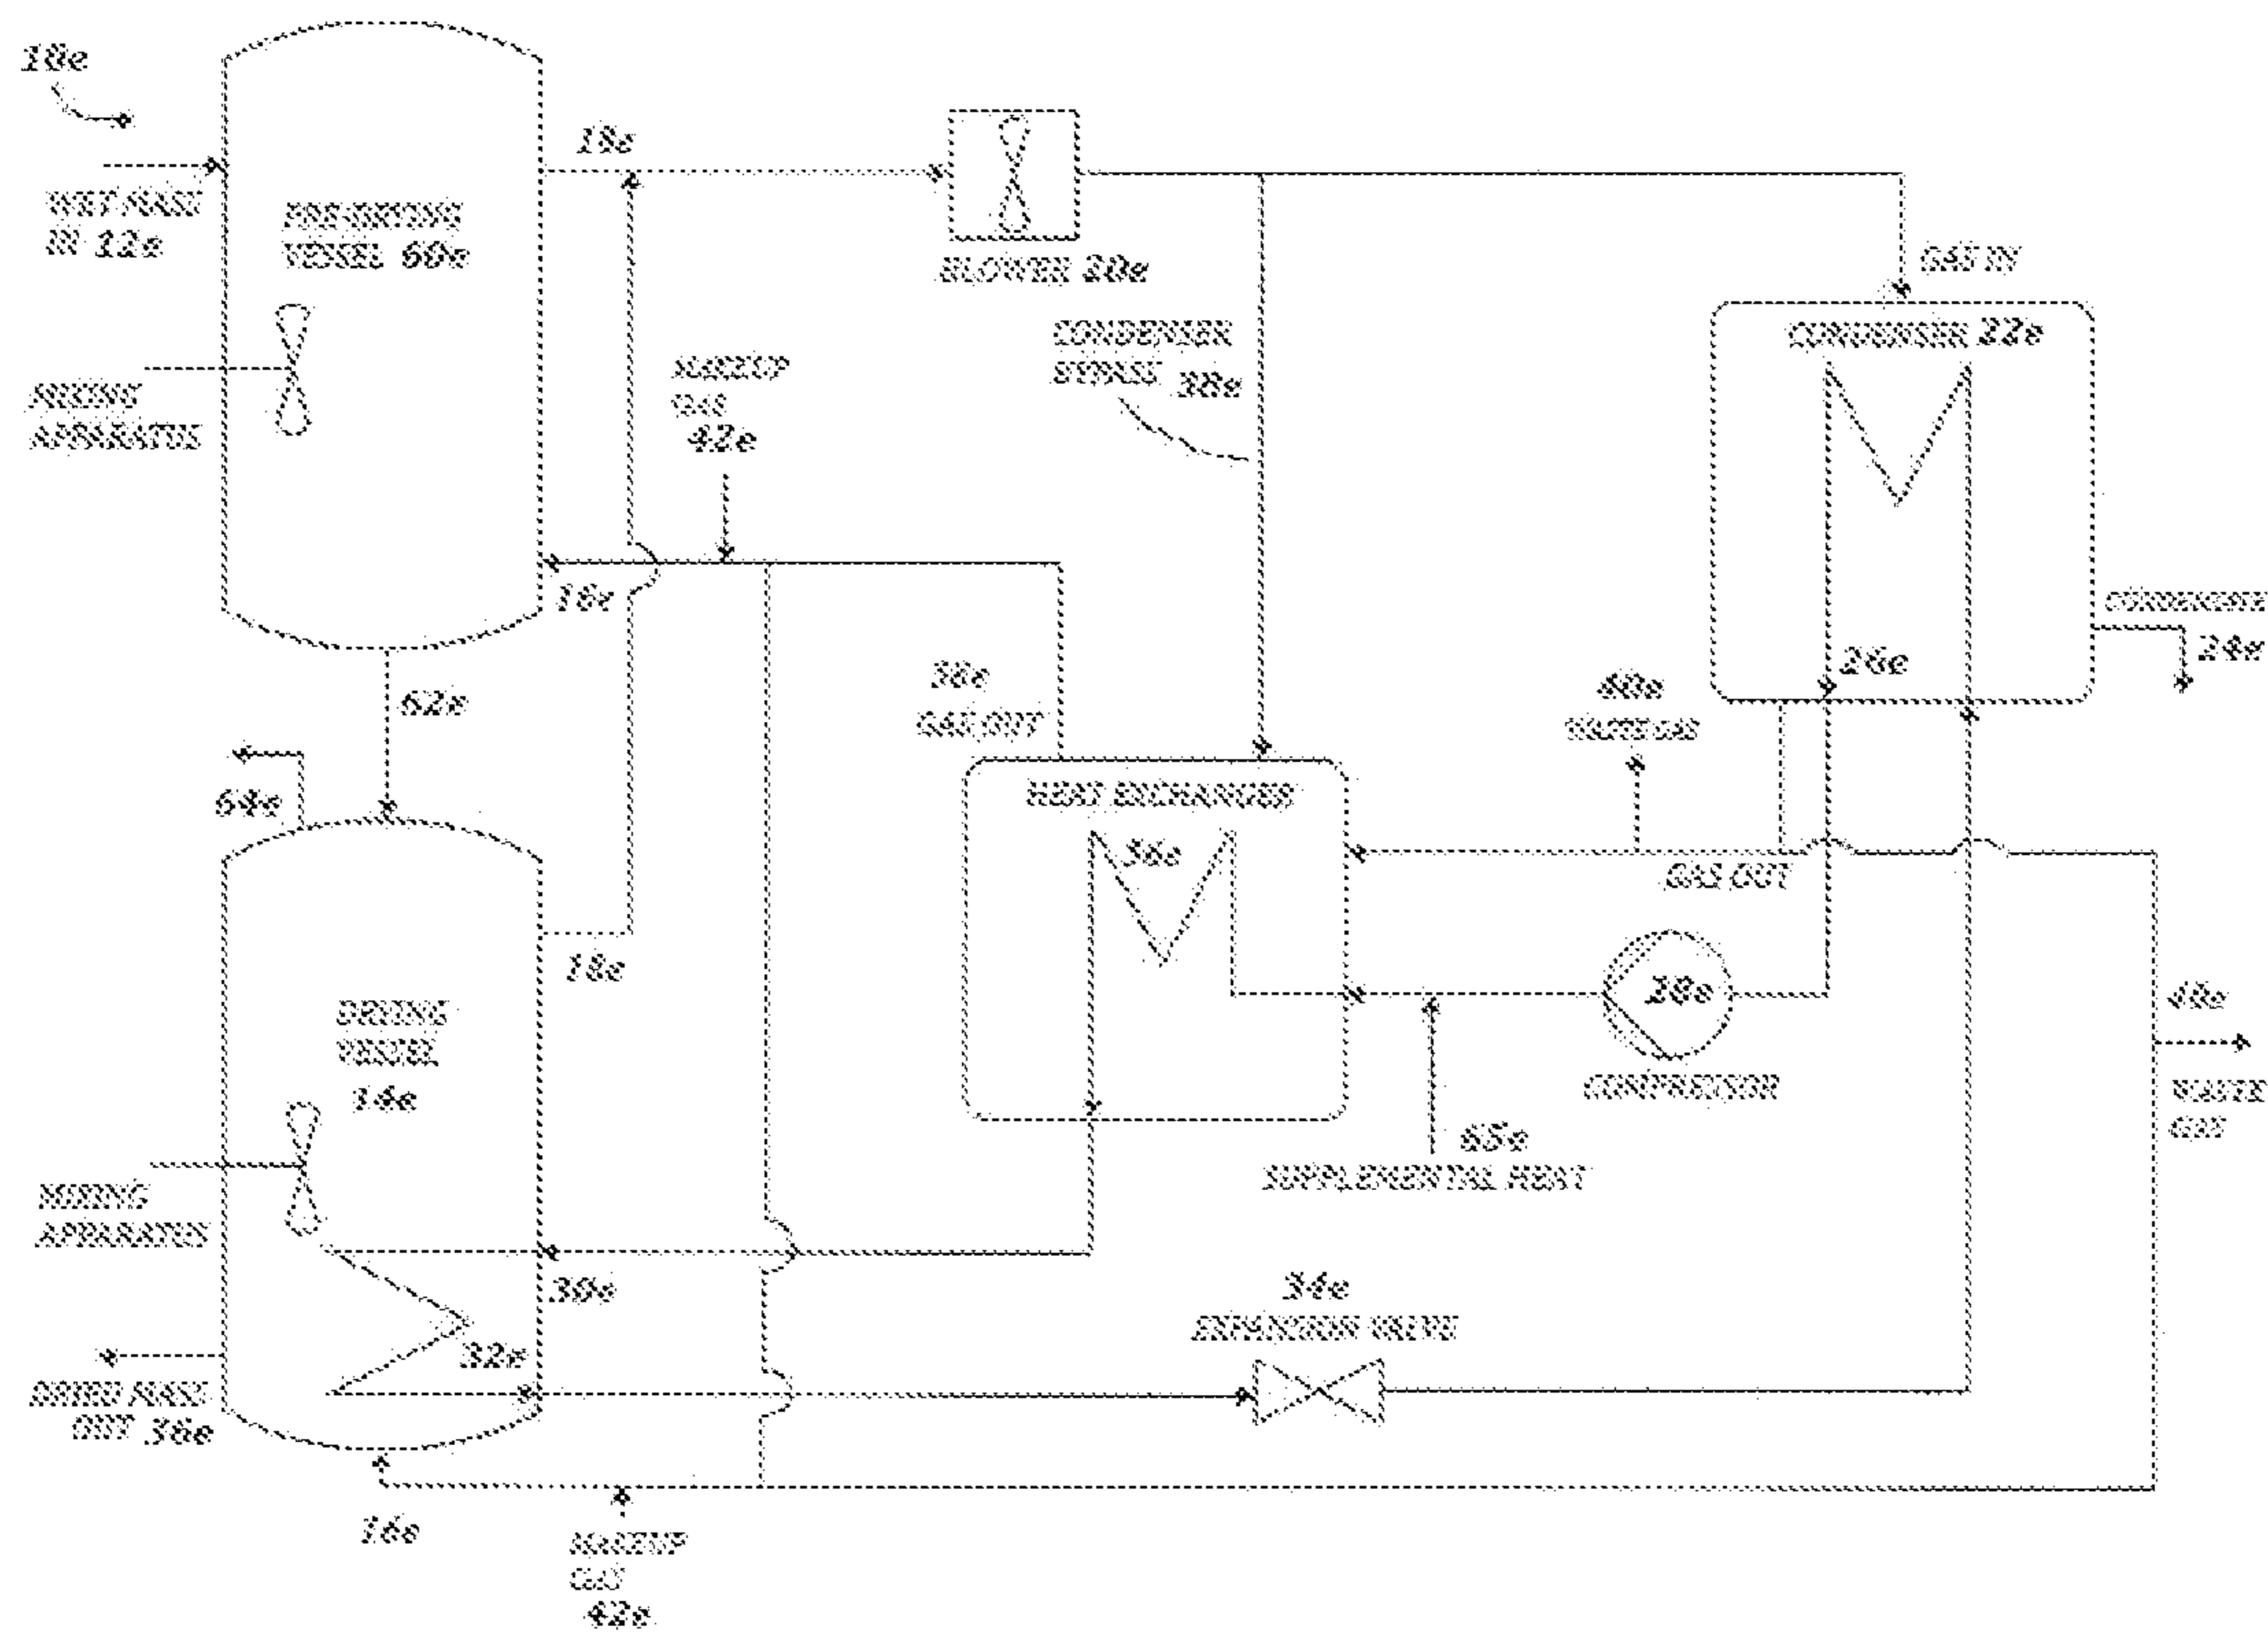 10e
WET MASS
IN 12e
PRE-DRYING
VESSEL 60e
MIXING
APPARATUS
18e
BLOWER 20e
CONDENSER
BYPASS 38e
GAS IN
CONDENSER 22e
MAKEUP
GAS
42e
16e
CONDENSATE
24e
26e
62e
64e
GAS OUT
40e
WASTE GAS
HEAT EXCHANGER
56e
GAS OUT
18e
DRYING
VESSEL
14e
28e
COMPRESSOR
40e
WASTE
GAS
65e
SUPPLEMENTAL HEAT
MIXING
APPARATUS
30e
32e
34e
EXPANSION VALVE
DRIED MASS
OUT 36e
16e
MAKEUP
GAS
42e